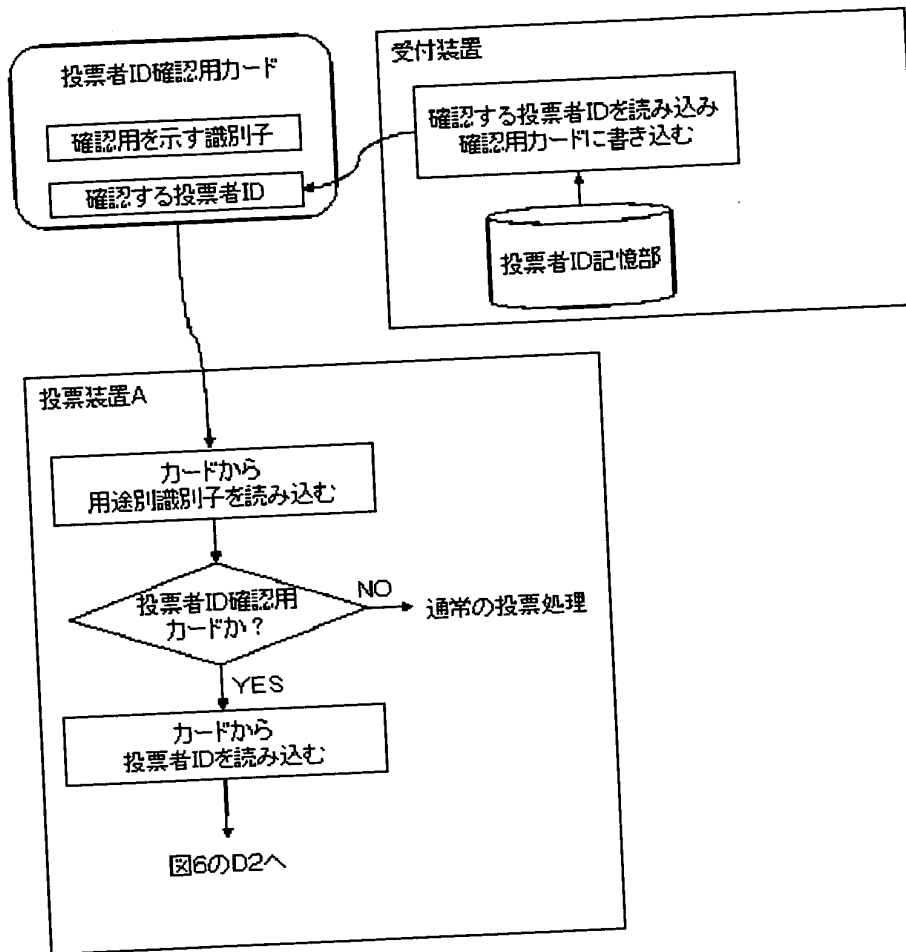 投票者ID確認用カード
確認用を示す識別子
確認する投票者ID
受付装置
確認する投票者IDを読み込み
確認用カードに書き込む
投票者ID記憶部
投票装置A
カードから
用途別識別子を読み込む
投票者ID確認用
カードか？
NO
通常の投票処理
YES
カードから
投票者IDを読み込む
図6のD2へ